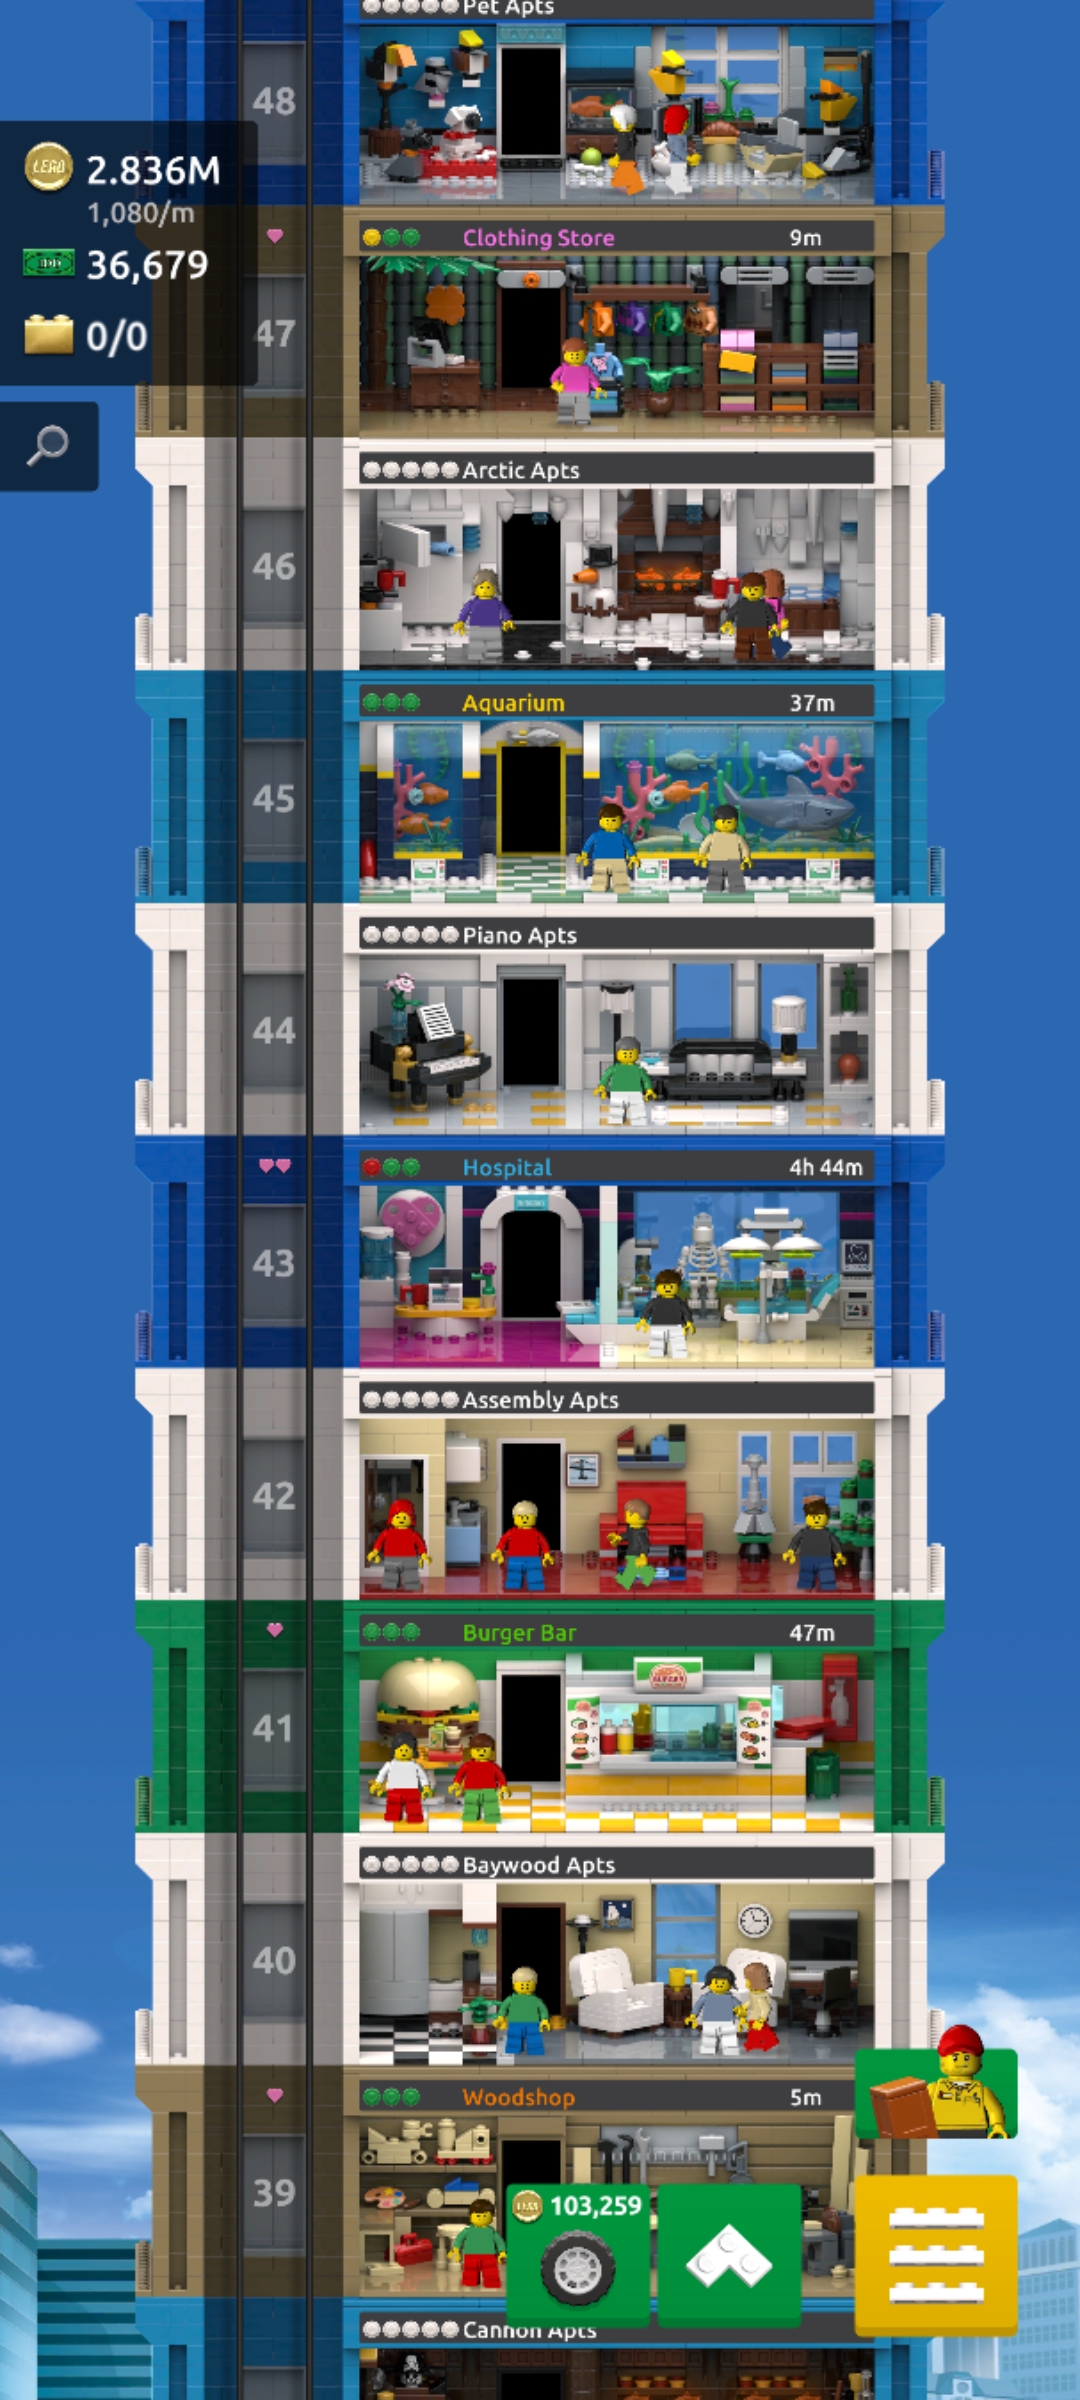 Pet Apts
48
LEGO 2.836M
1,080/m
36,679
0/0
Clothing Store 9m
47
Arctic Apts
46
Aquarium 37m
45
Piano Apts
44
Hospital 4h 44m
43
Assembly Apts
42
Burger Bar 47m
41
Baywood Apts
40
Woodshop 5m
39
103,259
Cannon Apts